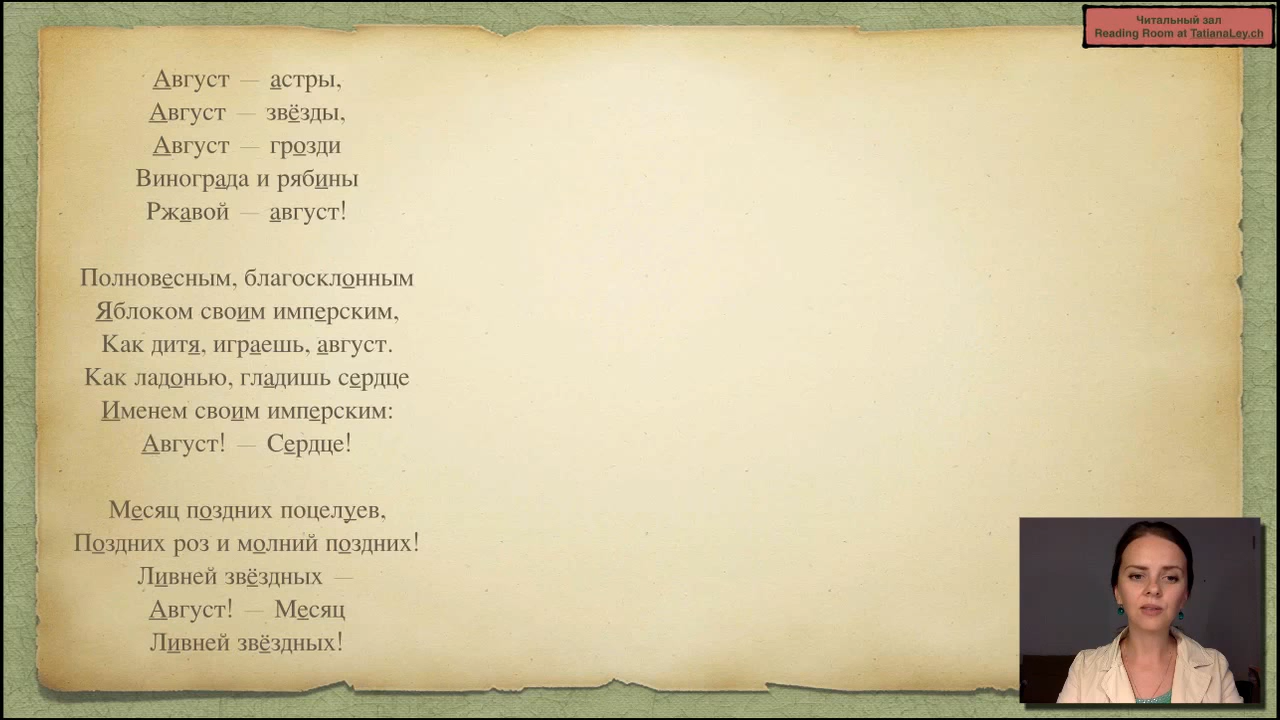 Читальный зал
Reading Room at TatianaLey.ch
Август — астры,
Август — звёзды,
Август — грозди
Винограда и рябины
Ржавой — август!
Полновесным, благосклонным
Яблоком своим имперским,
Как дитя, играешь, август.
Как ладонью, гладишь сердце
Именем своим имперским:
Август! — Сердце!
Месяц поздних поцелуев,
Поздних роз и молний поздних!
Ливней звёздных —
Август! — Месяц
Ливней звёздных!